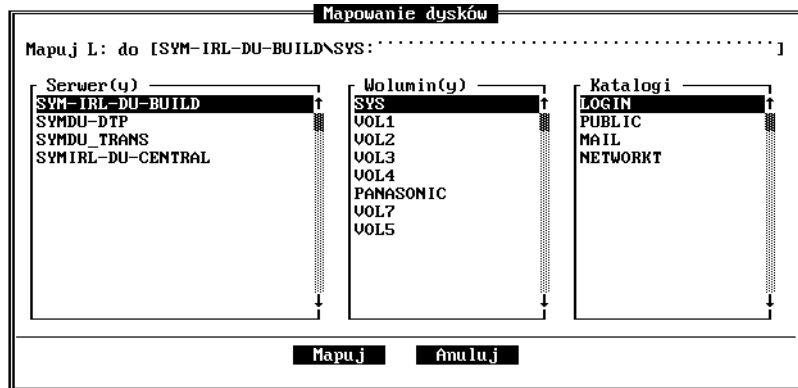 Mapowanie dysków
Mapuj L: do [SYM-IRL-DU-BUILD\SYS:·······································]
Serwer(y)
SYM-IRL-DU-BUILD
SYMDU-DTP
SYMDU_TRANS
SYMIRL-DU-CENTRAL
Wolumin(y)
SYS
VOL1
VOL2
VOL3
VOL4
PANASONIC
VOL7
VOL5
Katalogi
LOGIN
PUBLIC
MAIL
NETWORKT
Mapuj Anuluj